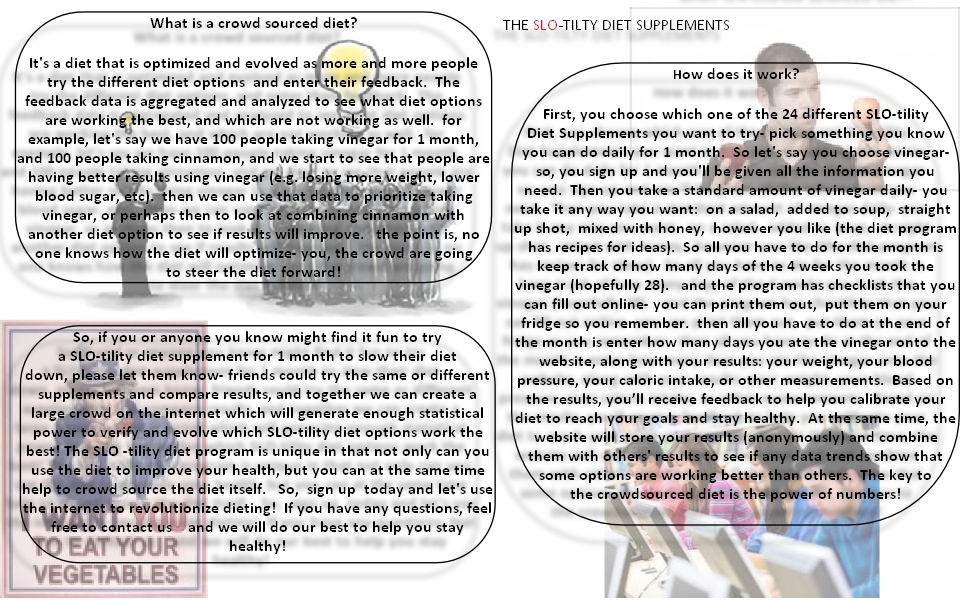 What is a crowd sourced diet?
It's a diet that is optimized and evolved as more and more people
try the different diet options and enter their feedback. The
feedback data is aggregated and analyzed to see what diet options
are working the best, and which are not working as well. for
example, let's say we have 100 people taking vinegar for 1 month,
and 100 people taking cinnamon, and we start to see that people are
having better results using vinegar (e.g. losing more weight, lower
blood sugar, etc). then we can use that data to prioritize taking
vinegar, or perhaps then to look at combining cinnamon with
another diet option to see if results will improve. the point is, no
one knows how the diet will optimize- you, the crowd are going
to steer the diet forward!
So, if you or anyone you know might find it fun to try
a SLO-tility diet supplement for 1 month to slow their diet
down, please let them know- friends could try the same or different
supplements and compare results, and together we can create a
large crowd on the internet which will generate enough statistical
power to verify and evolve which SLO-tility diet options work the
best! The SLO -tility diet program is unique in that not only can you
use the diet to improve your health, but you can at the same time
help to crowd source the diet itself. So, sign up today and let's use
the internet to revolutionize dieting! If you have any questions, feel
free to contact us and we will do our best to help you stay
healthy!
I WANT YOU
TO EAT YOUR
VEGETABLES
THE SLO-TILTY DIET SUPPLEMENTS
How does it work?
First, you choose which one of the 24 different SLO-tility
Diet Supplements you want to try- pick something you know
you can do daily for 1 month. So let's say you choose vinegar-
so, you sign up and you'll be given all the information you
need. Then you take a standard amount of vinegar daily- you
take it any way you want: on a salad, added to soup, straight
up shot, mixed with honey, however you like (the diet program
has recipes for ideas). So all you have to do for the month is
keep track of how many days of the 4 weeks you took the
vinegar (hopefully 28). and the program has checklists that you
can fill out online- you can print them out, put them on your
fridge so you remember. then all you have to do at the end of
the month is enter how many days you ate the vinegar onto the
website, along with your results: your weight, your blood
pressure, your caloric intake, or other measurements. Based on
the results, you’ll receive feedback to help you calibrate your
diet to reach your goals and stay healthy. At the same time, the
website will store your results (anonymously) and combine
them with others' results to see if any data trends show that
some options are working better than others. The key to
the crowdsourced diet is the power of numbers!